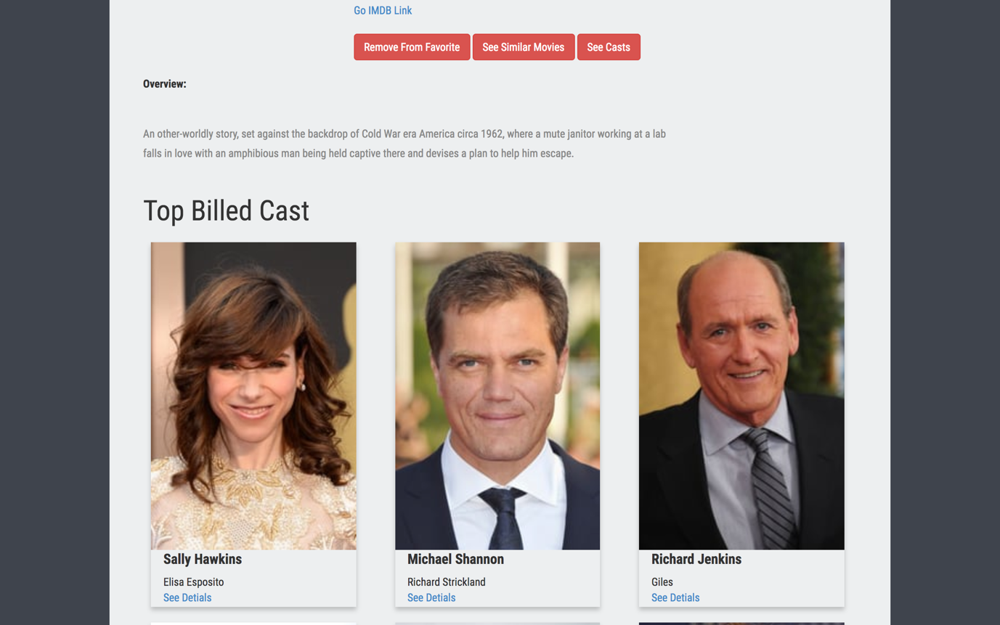 Go IMDB Link
Remove From Favorite See Similar Movies See Casts
Overview:
An other-worldly story, set against the backdrop of Cold War era America circa 1962, where a mute janitor working at a lab
falls in love with an amphibious man being held captive there and devises a plan to help him escape.
Top Billed Cast
Sally Hawkins
Elisa Esposito
See Detials
Michael Shannon
Richard Strickland
See Detials
Richard Jenkins
Giles
See Detials